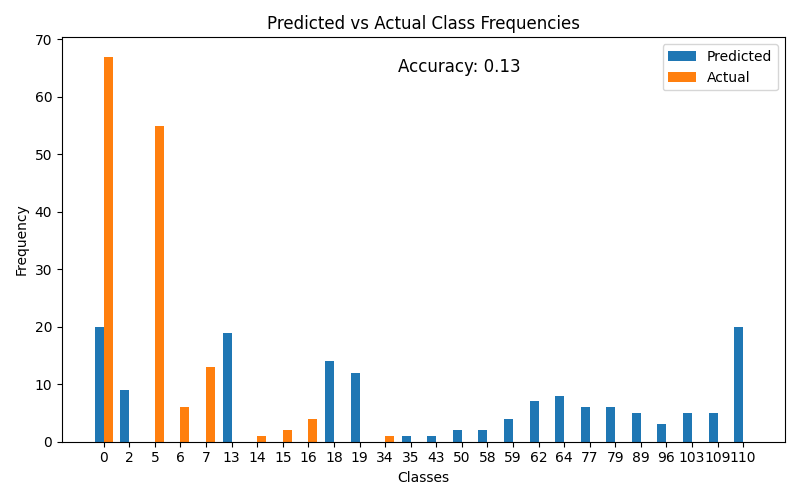 Predicted vs Actual Class Frequencies
Accuracy: 0.13
Predicted
Actual
70
60
50
40
30
20
10
0
Frequency
0 2 5 6 7 13 14 15 16 18 19 34 35 43 50 58 59 62 64 77 79 89 96 103 109 110
Classes